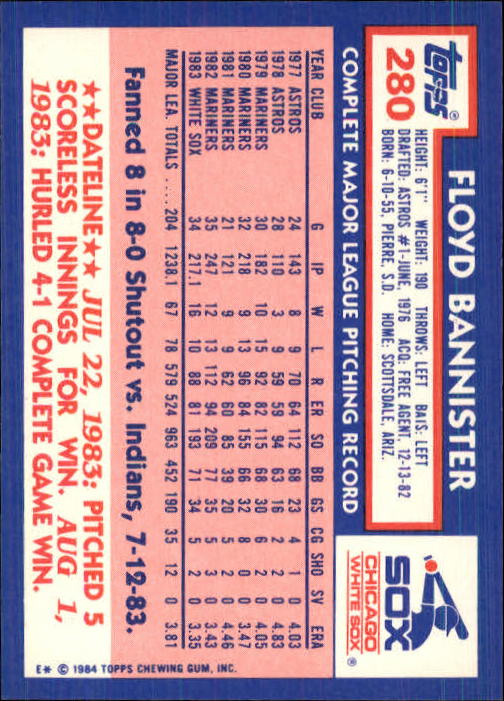 topps®
280
FLOYD BANNISTER
HEIGHT: 6'1" WEIGHT: 190 THROWS: LEFT BATS: LEFT
DRAFTED: ASTROS #1-JUNE, 1976 ACQ: FREE AGENT, 12-13-82
BORN: 6-10-55, PIERRE, S.D. HOME: SCOTTSDALE, ARIZ.
SOX
CHICAGO
WHITE SOX®
COMPLETE MAJOR LEAGUE PITCHING RECORD
YEAR CLUB G IP W L R ER SO BB GS CG SHO SV ERA
1977 ASTROS 24 143 8 9 70 64 112 68 23 4 1 0 4.03
1978 ASTROS 28 110 3 9 59 59 94 63 16 2 2 0 4.83
1979 MARINERS 30 182 10 15 92 82 115 68 30 6 2 0 4.05
1980 MARINERS 32 218 9 13 96 84 155 66 32 8 0 0 3.47
1981 MARINERS 21 121 9 9 62 60 85 39 20 5 2 0 4.46
1982 MARINERS 35 247 12 13 112 94 209 77 35 5 3 0 3.43
1983 WHITE SOX 34 217.1 16 10 88 81 193 71 34 5 2 0 3.35
MAJOR LEA. TOTALS .... 204 1238.1 67 78 579 524 963 452 190 35 12 0 3.81
Fanned 8 in 8-0 Shutout vs. Indians, 7-12-83.
★★DATELINE★★ JUL 22, 1983: PITCHED 5
SCORELESS INNINGS FOR WIN. AUG 1,
1983: HURLED 4-1 COMPLETE GAME WIN.
E* © 1984 TOPPS CHEWING GUM, INC.